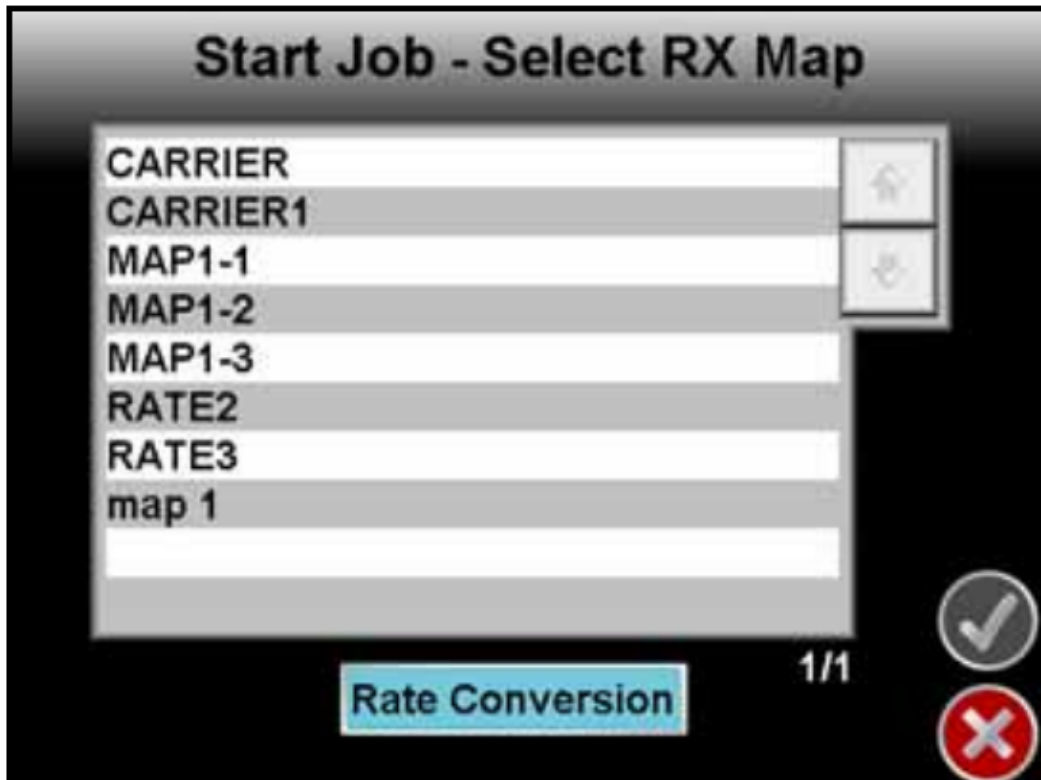 Start Job - Select RX Map
CARRIER
CARRIER1
MAP1-1
MAP1-2
MAP1-3
RATE2
RATE3
map 1
1/1
Rate Conversion